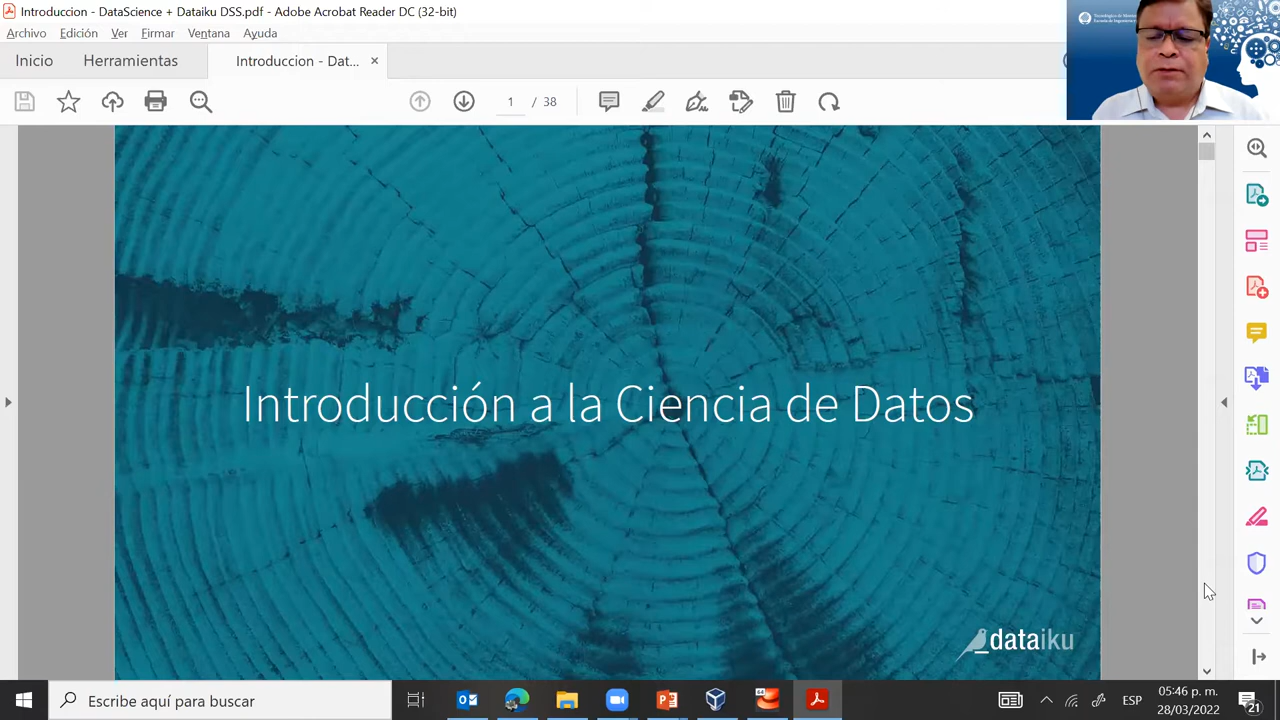 Introduccion - DataScience + Dataiku DSS.pdf - Adobe Acrobat Reader DC (32-bit)
Archivo Edición Ver Firmar Ventana Ayuda
Inicio Herramientas Introduccion - Dat...
1 / 38
Introducción a la Ciencia de Datos
dataiku
Escribe aquí para buscar
64
ESP
05:46 p. m.
28/03/2022
21